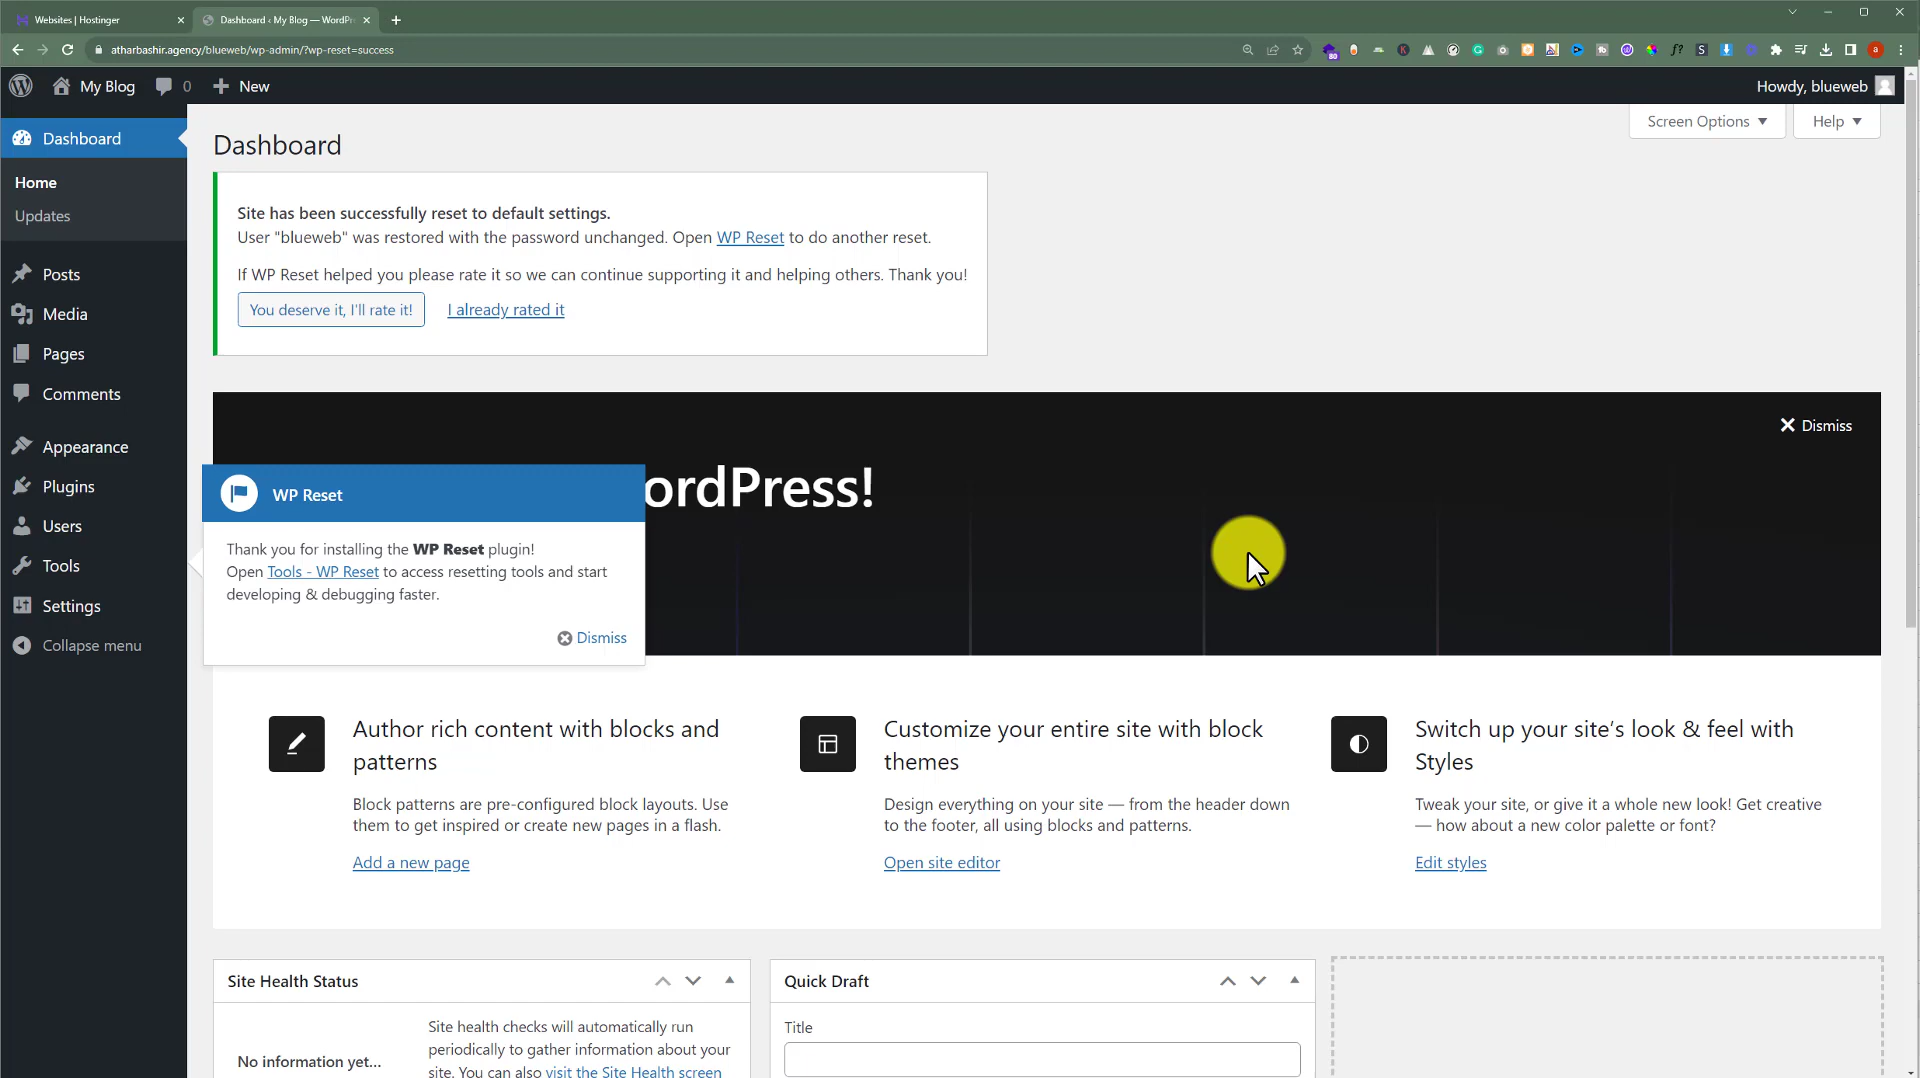 Websites | Hostinger
Dashboard ‹ My Blog — WordPr
atharbashir.agency/blueweb/wp-admin/?wp-reset=success
80
f?
S
a
My Blog
0
New
Howdy, blueweb
Dashboard
Home
Updates
Posts
Media
Pages
Comments
Appearance
Plugins
Users
Tools
Settings
Collapse menu
Screen Options
Help
Dashboard
Site has been successfully reset to default settings.
User "blueweb" was restored with the password unchanged. Open WP Reset to do another reset.
If WP Reset helped you please rate it so we can continue supporting it and helping others. Thank you!
You deserve it, I'll rate it!
I already rated it
Dismiss
ordPress!
WP Reset
Thank you for installing the WP Reset plugin!
Open Tools - WP Reset to access resetting tools and start
developing & debugging faster.
Dismiss
Author rich content with blocks and
patterns
Block patterns are pre-configured block layouts. Use
them to get inspired or create new pages in a flash.
Add a new page
Customize your entire site with block
themes
Design everything on your site — from the header down
to the footer, all using blocks and patterns.
Open site editor
Switch up your site’s look & feel with
Styles
Tweak your site, or give it a whole new look! Get creative
— how about a new color palette or font?
Edit styles
Site Health Status
No information yet...
Site health checks will automatically run
periodically to gather information about your
site. You can also visit the Site Health screen
Quick Draft
Title